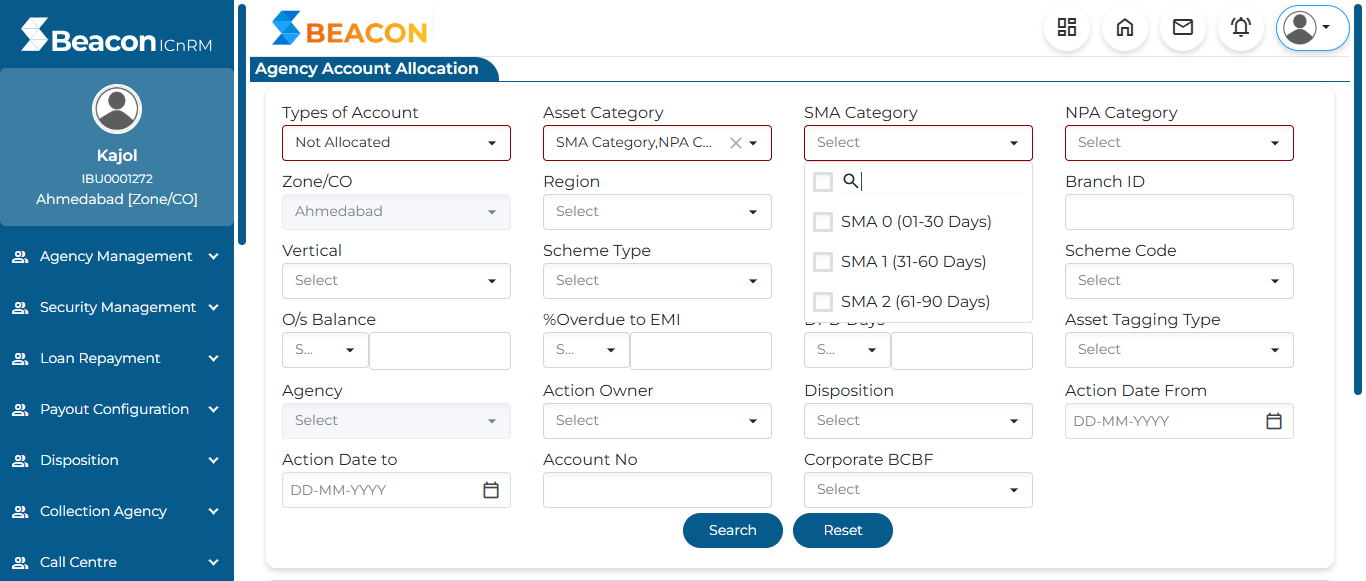 Beacon ICnRM
BEACON
Agency Account Allocation
Kajol
IBU0001272
Ahmedabad [Zone/CO]
Agency Management
Security Management
Loan Repayment
Payout Configuration
Disposition
Collection Agency
Call Centre
Types of Account
Not Allocated
Asset Category
SMA Category,NPA C...
SMA Category
Select
NPA Category
Select
Zone/CO
Ahmedabad
Region
Select
SMA 0 (01-30 Days)
SMA 1 (31-60 Days)
SMA 2 (61-90 Days)
Branch ID
Vertical
Select
Scheme Type
Select
Scheme Code
Select
O/s Balance
S...
%Overdue to EMI
S...
DPD Days
S...
Asset Tagging Type
Select
Agency
Select
Action Owner
Select
Disposition
Select
Action Date From
DD-MM-YYYY
Action Date to
DD-MM-YYYY
Account No
Corporate BCBF
Select
Search
Reset